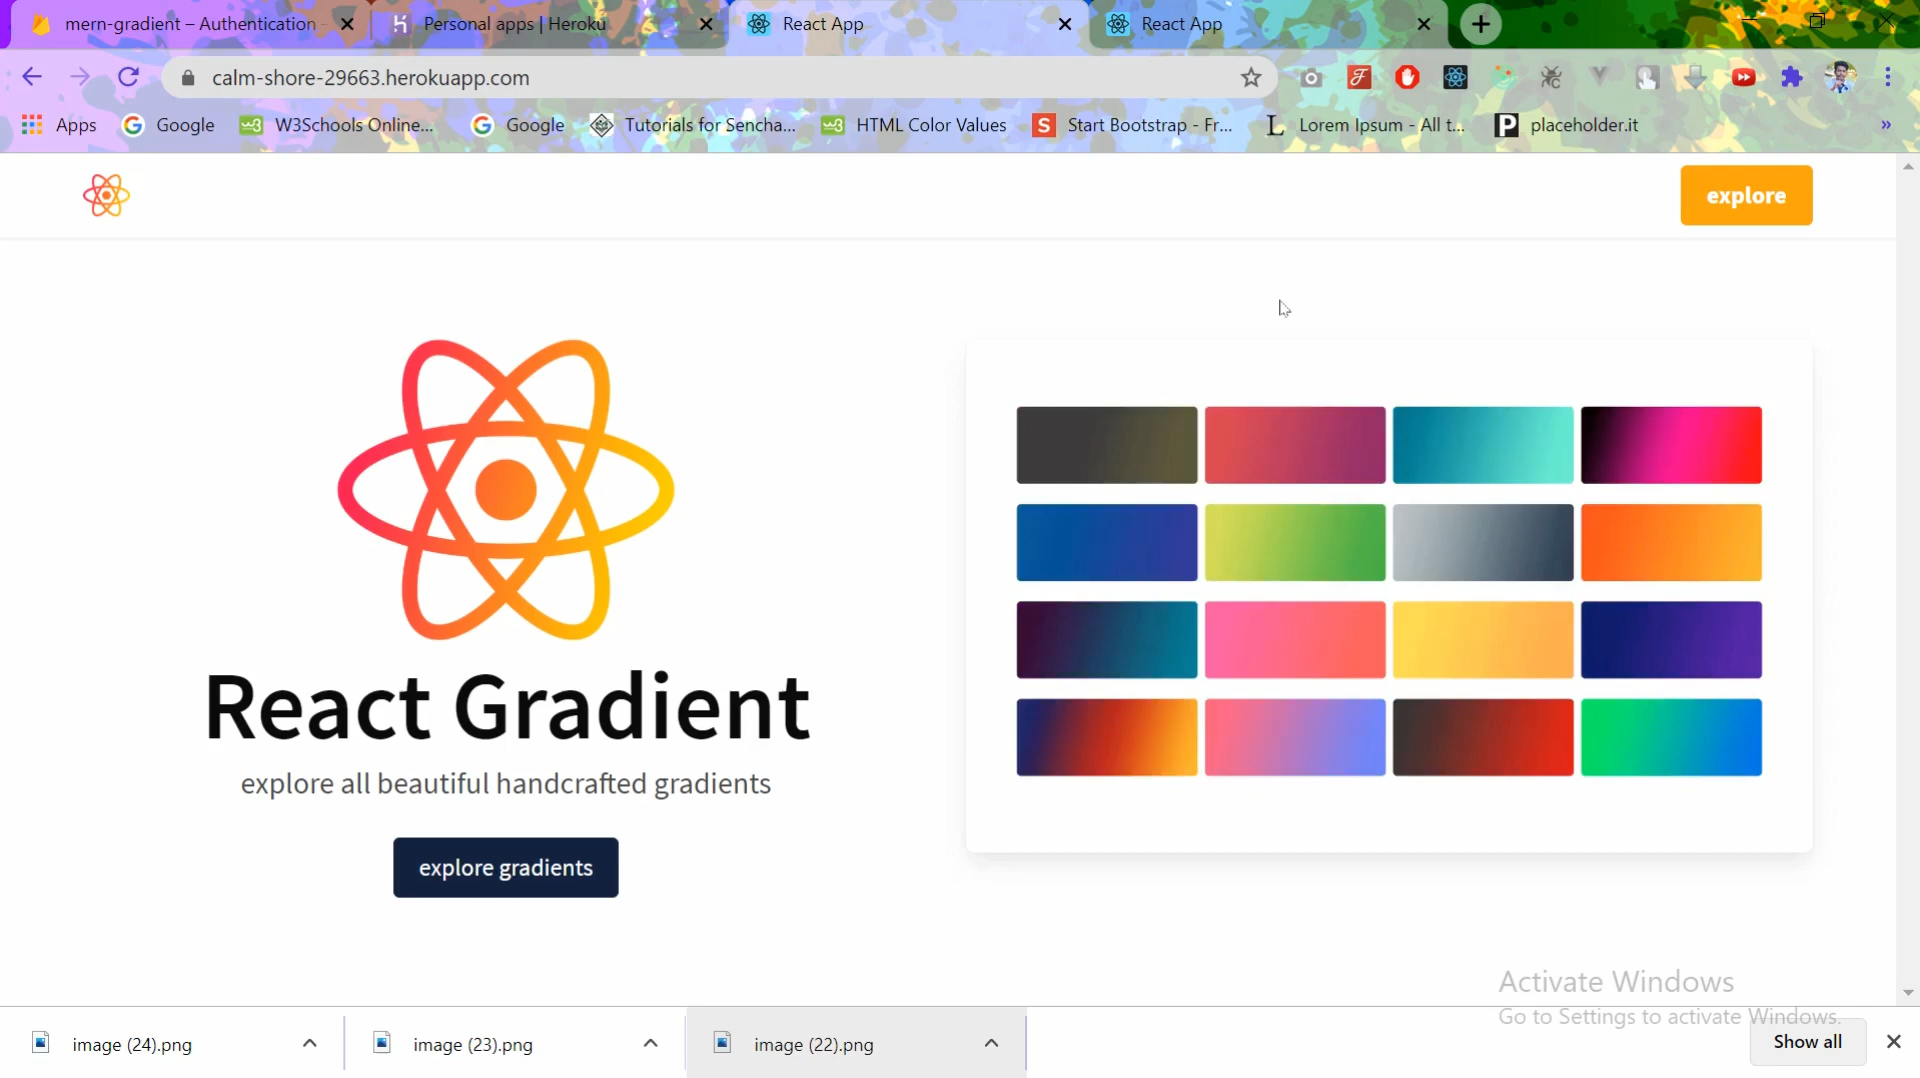 mern-gradient – Authentication
Personal apps | Heroku
React App
React App
calm-shore-29663.herokuapp.com
Apps
Google
W3Schools Online...
Google
Tutorials for Sencha...
HTML Color Values
Start Bootstrap - Fr...
Lorem Ipsum - All t...
placeholder.it
explore
React Gradient
explore all beautiful handcrafted gradients
explore gradients
Activate Windows
Go to Settings to activate Windows.
image (24).png
image (23).png
image (22).png
Show all